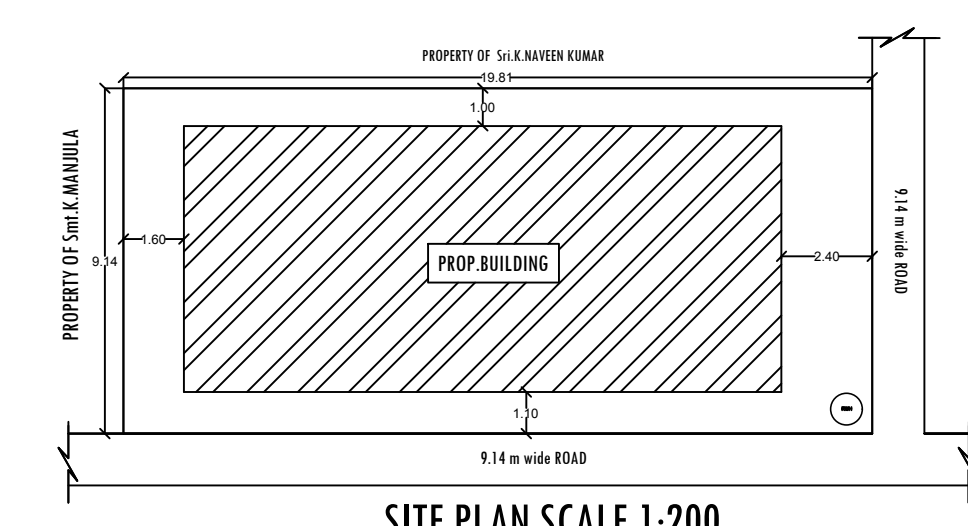 PROPERTY OF Sri.K.NAVEEN KUMAR
19.81
1.00
PROPERTY OF Smt.K.MANJULA
9.14
1.60
PROP.BUILDING
2.40
9.14 m wide ROAD
1.10
9.14 m wide ROAD
SITE PLAN SCALE 1:200